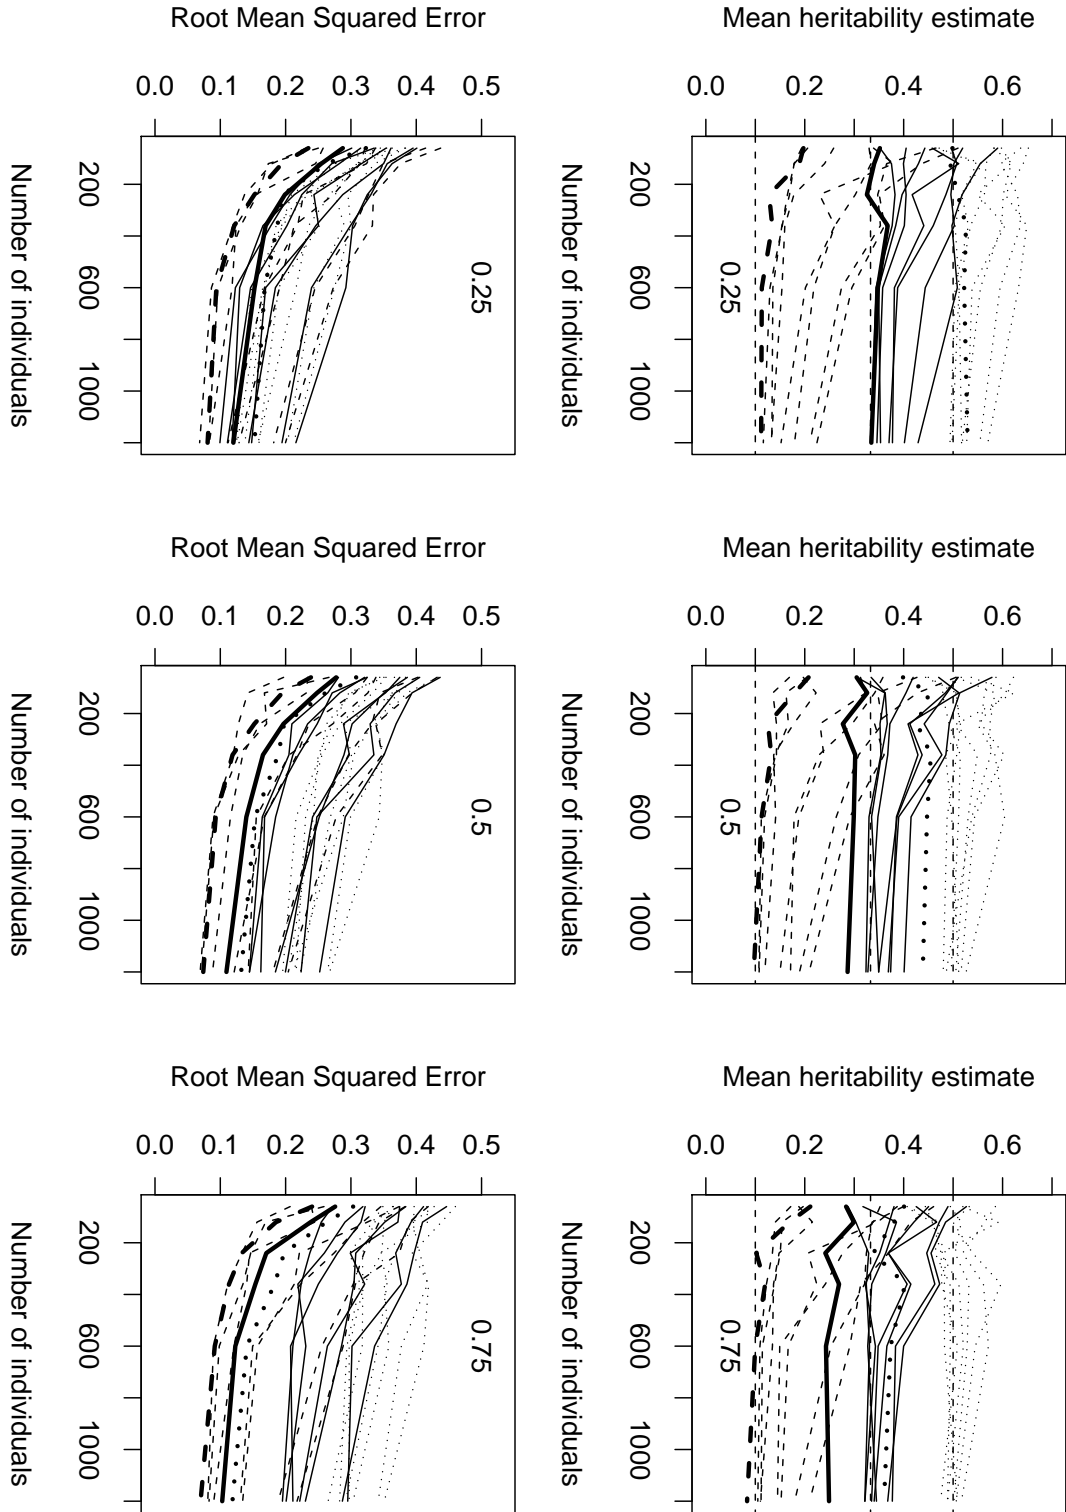 Root Mean Squared Error
0.0 0.1 0.2 0.3 0.4 0.5
200 600 1000
Number of individuals
0.25
Mean heritability estimate
0.0 0.2 0.4 0.6
200 600 1000
Number of individuals
0.25
Root Mean Squared Error
0.0 0.1 0.2 0.3 0.4 0.5
200 600 1000
Number of individuals
0.5
Mean heritability estimate
0.0 0.2 0.4 0.6
200 600 1000
Number of individuals
0.5
Root Mean Squared Error
0.0 0.1 0.2 0.3 0.4 0.5
200 600 1000
Number of individuals
0.75
Mean heritability estimate
0.0 0.2 0.4 0.6
200 600 1000
Number of individuals
0.75